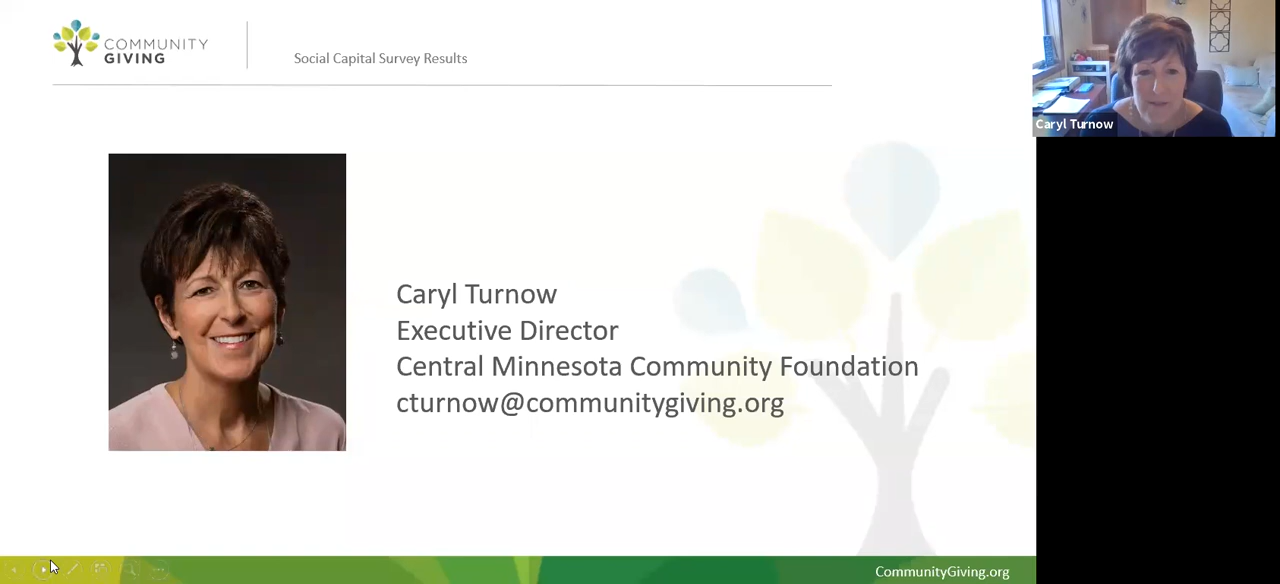 COMMUNITY
GIVING
Social Capital Survey Results
Caryl Turnow
Caryl Turnow
Executive Director
Central Minnesota Community Foundation
cturnow@communitygiving.org
CommunityGiving.org